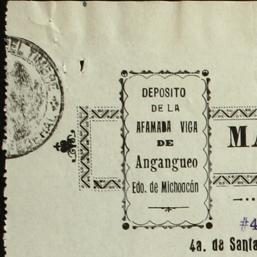 DEPOSITO
DE LA
AFAMADA VIGA
DE
Angangueo
Edo. de Michoacán
MA
#4
4a. de Santa